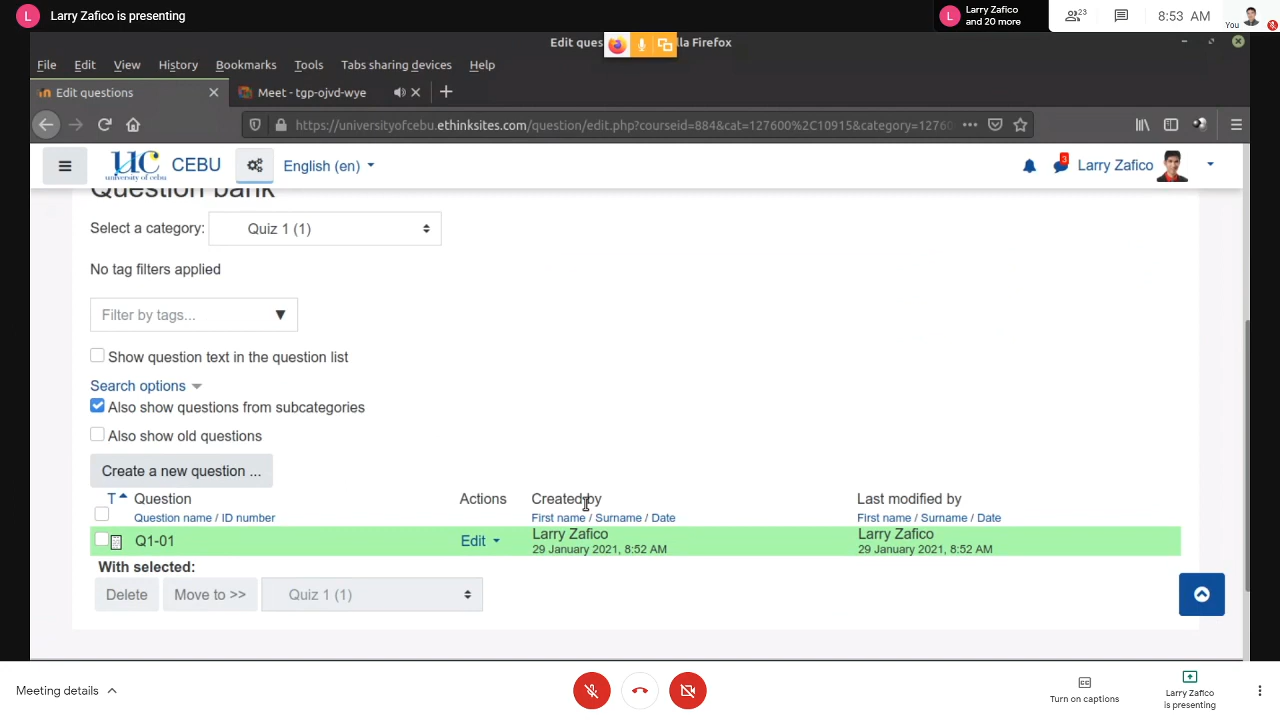 L Larry Zafico is presenting
L Larry Zafico and 20 more
23
8:53 AM
You
Edit ques
la Firefox
File Edit View History Bookmarks Tools Tabs sharing devices Help
Edit questions
Meet - tgp-ojvd-wye
https://universityofcebu.ethinksites.com/question/edit.php?courseid=884&cat=127600%2C10915&category=12760
UC university of cebu CEBU
English (en)
3
Larry Zafico
Question bank
Select a category: Quiz 1 (1)
No tag filters applied
Filter by tags...
Show question text in the question list
Search options
Also show questions from subcategories
Also show old questions
Create a new question ...
T Question Actions Created by Last modified by
Question name / ID number First name / Surname / Date First name / Surname / Date
Q1-01 Edit Larry Zafico Larry Zafico
29 January 2021, 8:52 AM 29 January 2021, 8:52 AM
With selected:
Delete Move to >> Quiz 1 (1)
Meeting details
Turn on captions
Larry Zafico
is presenting